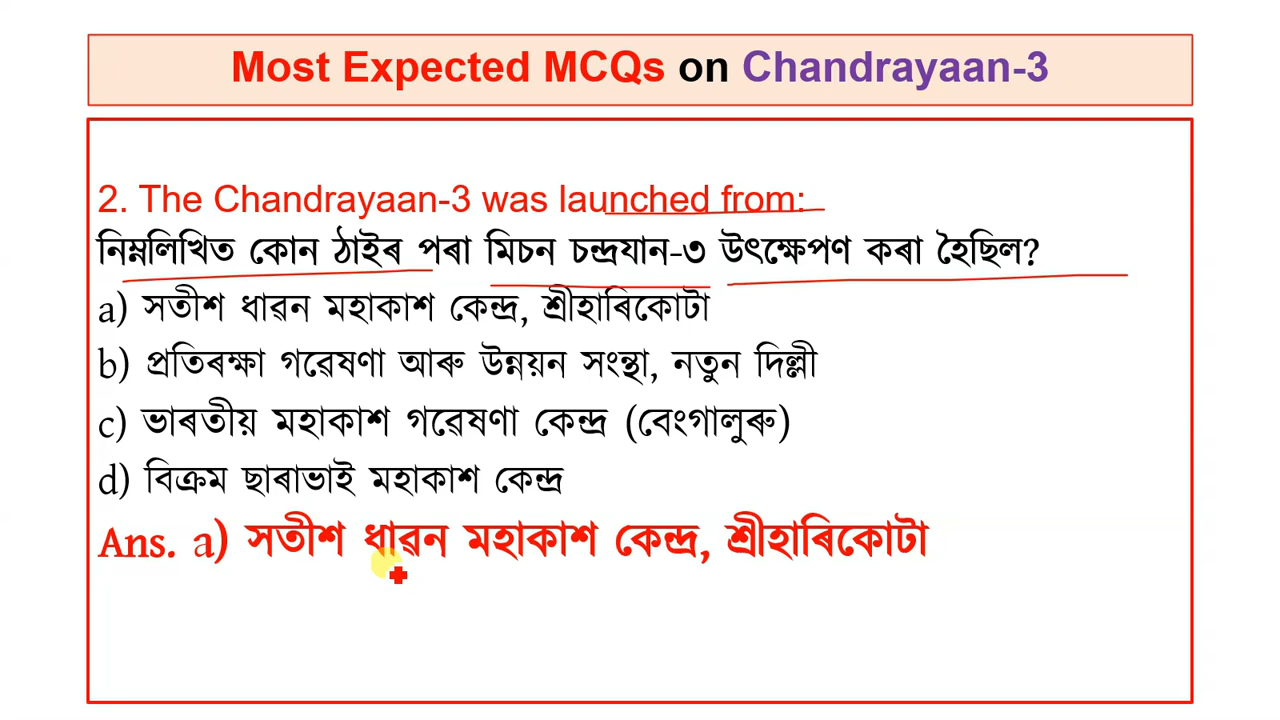 Most Expected MCQs on Chandrayaan-3
2. The Chandrayaan-3 was launched from:
নিম্নলিখিত কোন ঠাইৰ পৰা মিচন চন্দ্ৰযান-৩ উৎক্ষেপণ কৰা হৈছিল?
a) সতীশ ধাৱন মহাকাশ কেন্দ্ৰ, শ্ৰীহাৰিকোটা
b) প্ৰতিৰক্ষা গৱেষণা আৰু উন্নয়ন সংস্থা, নতুন দিল্লী
c) ভাৰতীয় মহাকাশ গৱেষণা কেন্দ্ৰ (বেংগালুৰু)
d) বিক্ৰম ছাৰাভাই মহাকাশ কেন্দ্ৰ
Ans. a) সতীশ ধাৱন মহাকাশ কেন্দ্ৰ, শ্ৰীহাৰিকোটা